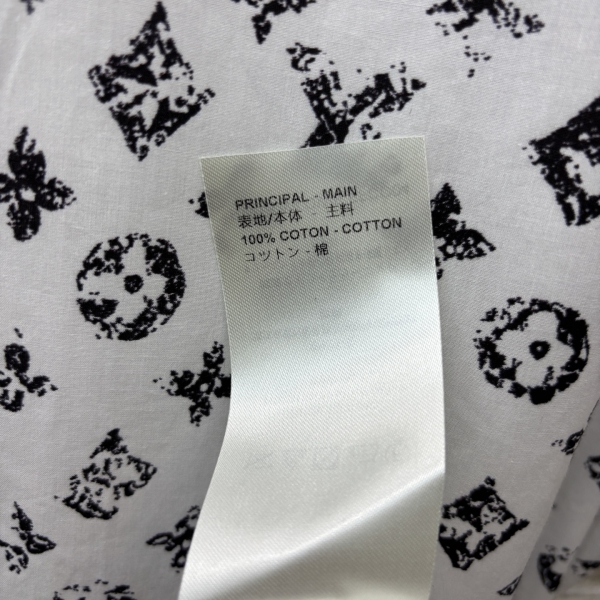 PRINCIPAL - MAIN
表地/本体 - 主料
100% COTON - COTTON
コットン - 棉